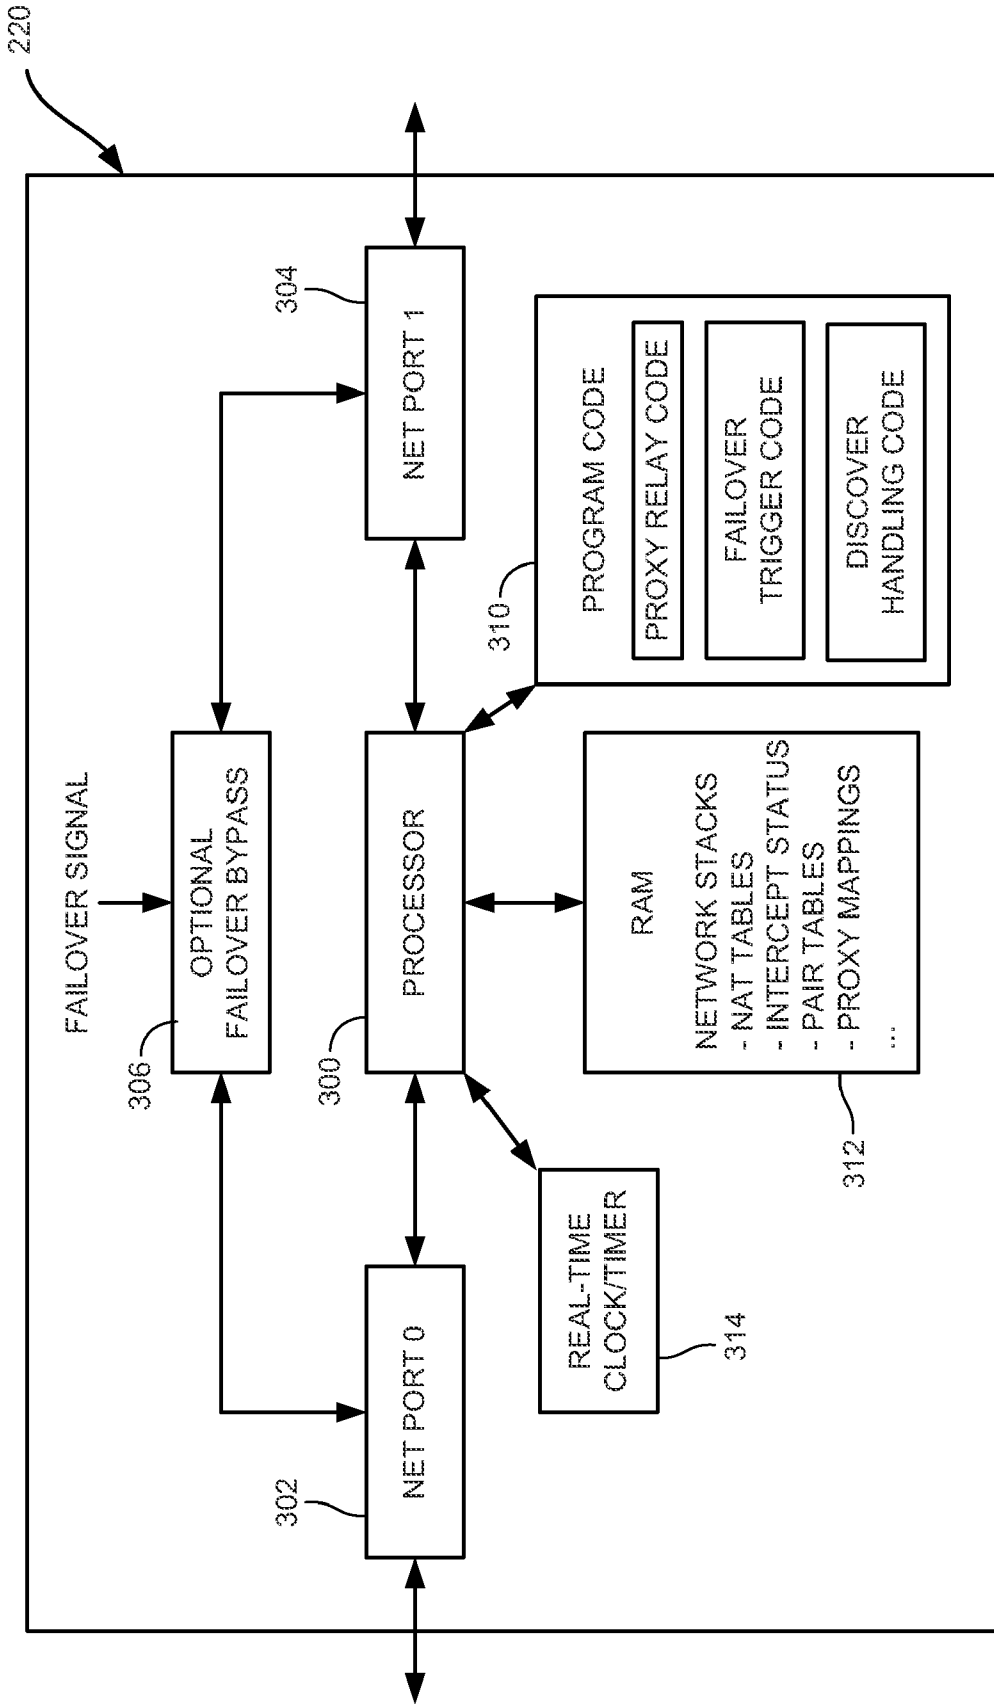 220
FAILOVER SIGNAL
306
OPTIONAL
FAILOVER BYPASS
302
NET PORT 0
300
PROCESSOR
304
NET PORT 1
314
REAL-TIME
CLOCK/TIMER
312
RAM
NETWORK STACKS
- NAT TABLES
- INTERCEPT STATUS
- PAIR TABLES
- PROXY MAPPINGS
...
310
PROGRAM CODE
PROXY RELAY CODE
FAILOVER
TRIGGER CODE
DISCOVER
HANDLING CODE